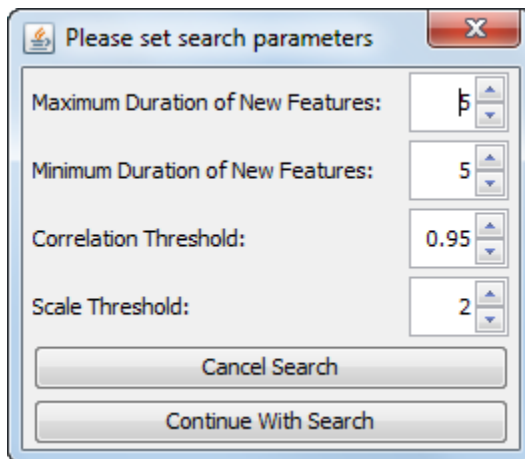 Please set search parameters
Maximum Duration of New Features: 5
Minimum Duration of New Features: 5
Correlation Threshold: 0.95
Scale Threshold: 2
Cancel Search
Continue With Search